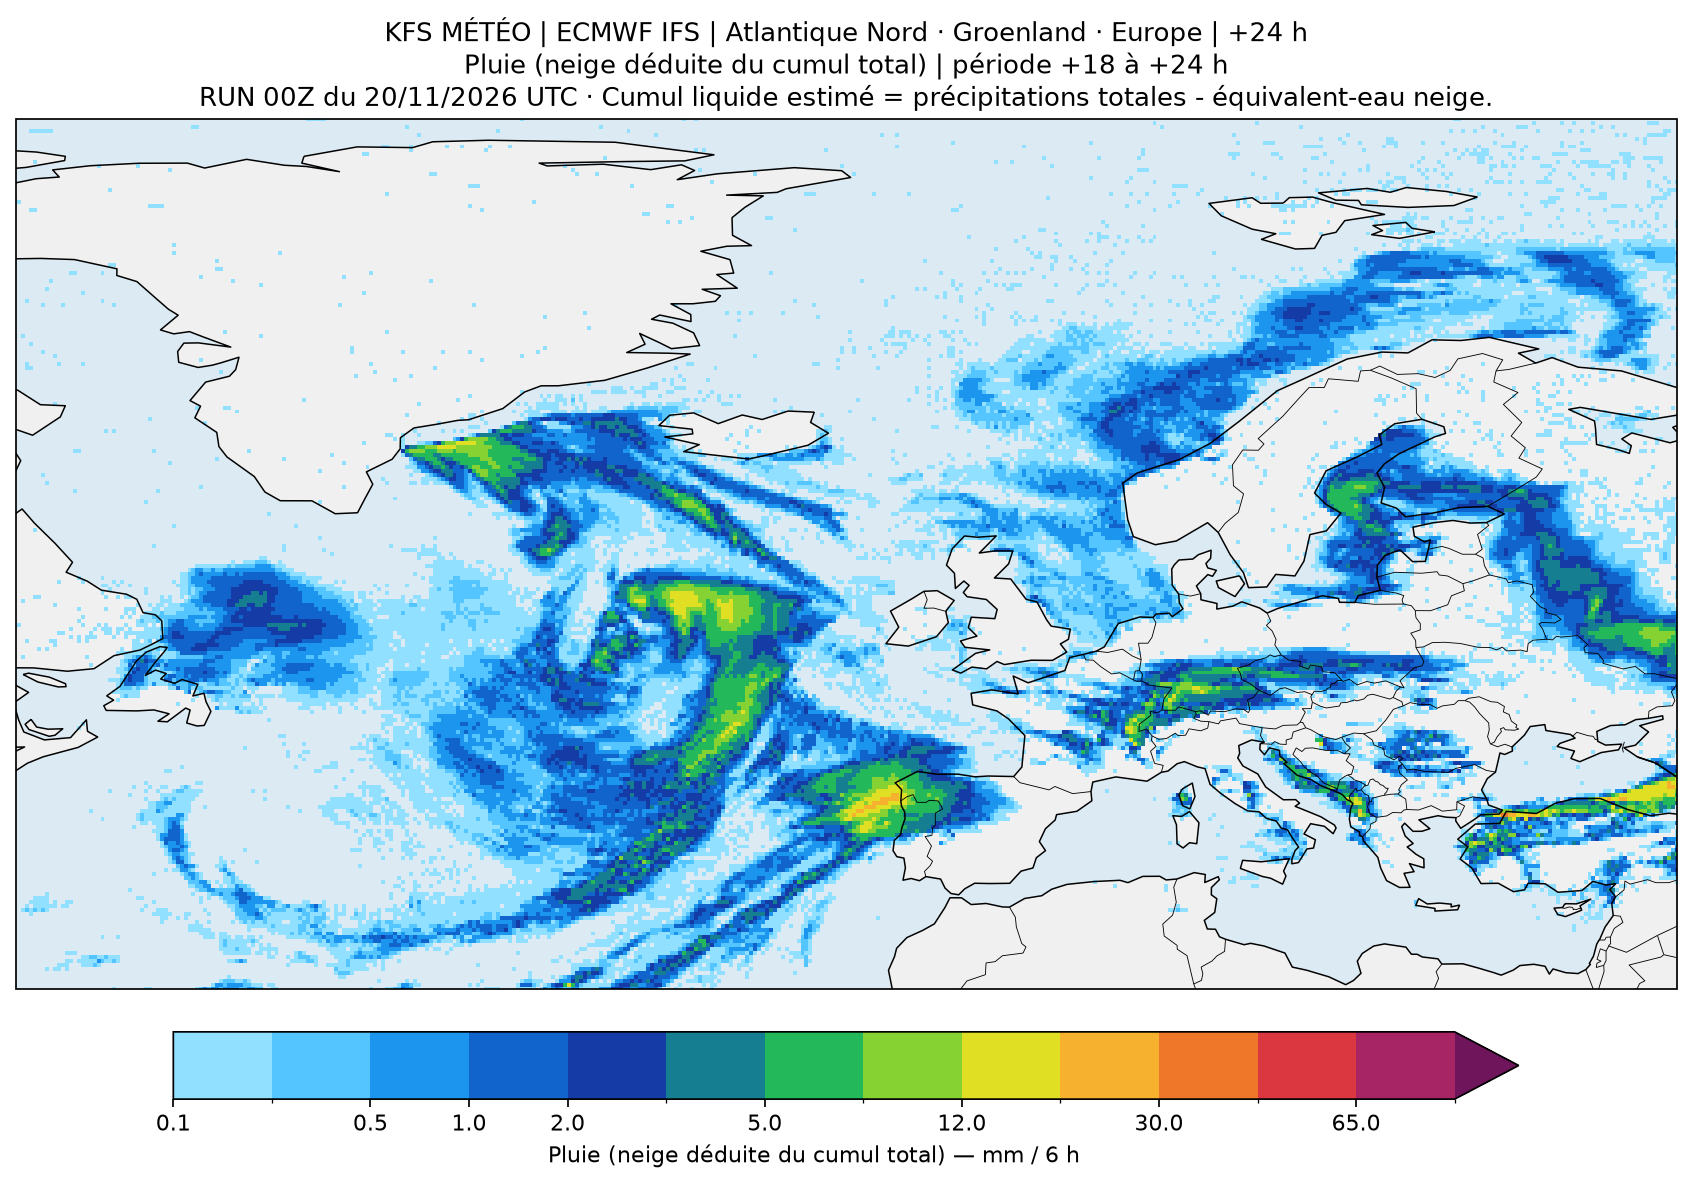 KFS MÉTÉO | ECMWF IFS | Atlantique Nord · Groenland · Europe | +24 h
Pluie (neige déduite du cumul total) | période +18 à +24 h
RUN 00Z du 20/11/2026 UTC · Cumul liquide estimé = précipitations totales - équivalent-eau neige.
0.1 0.5 1.0 2.0 5.0 12.0 30.0 65.0
Pluie (neige déduite du cumul total) — mm / 6 h